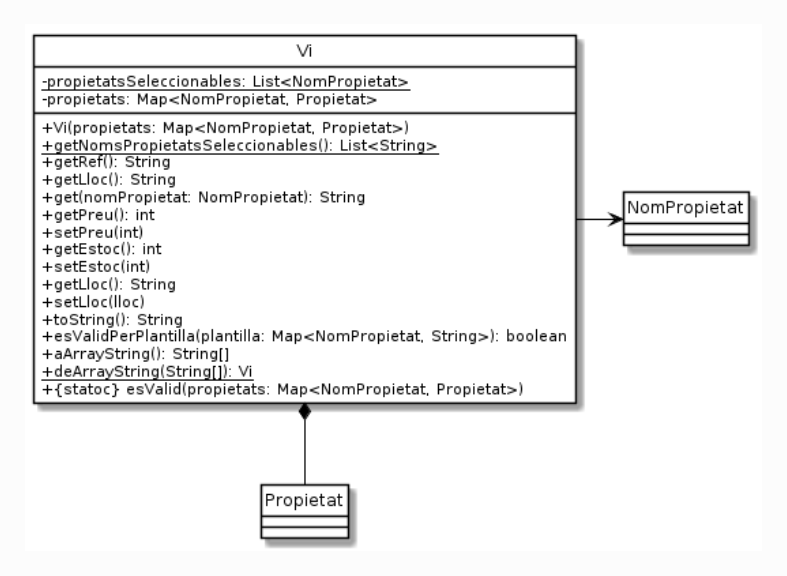 Vi
-propietatsSeleccionables: List<NomPropietat>
-propietats: Map<NomPropietat, Propietat>
+Vi(propietats: Map<NomPropietat, Propietat>)
+getNomsPropietatsSeleccionables(): List<String>
+getRef(): String
+getLloc(): String
+get(nomPropietat: NomPropietat): String
+getPreu(): int
+setPreu(int)
+getEstoc(): int
+setEstoc(int)
+getLloc(): String
+setLloc(lloc)
+toString(): String
+esValidPerPlantilla(plantilla: Map<NomPropietat, String>): boolean
+aArrayString(): String[]
+deArrayString(String[]): Vi
+{statoc} esValid(propietats: Map<NomPropietat, Propietat>)
NomPropietat
Propietat